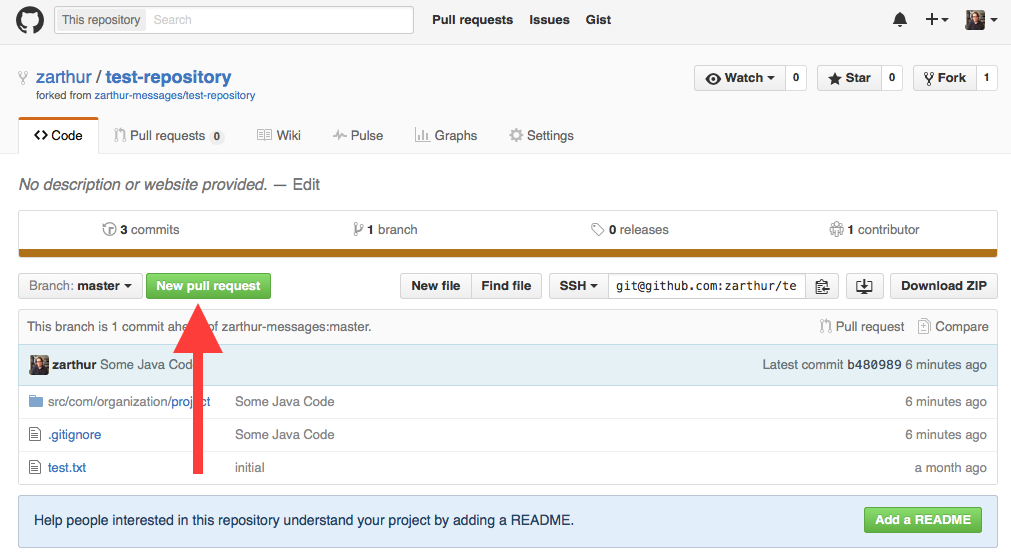 This repository Search Pull requests Issues Gist
zarthur / test-repository Watch 0 Star 0 Fork 1
forked from zarthur-messages/test-repository
Code Pull requests 0 Wiki Pulse Graphs Settings
No description or website provided. — Edit
3 commits 1 branch 0 releases 1 contributor
Branch: master New pull request New file Find file SSH git@github.com:zarthur/te Download ZIP
This branch is 1 commit of zarthur-messages:master. Pull request Compare
zarthur Some Java Latest commit b480989 6 minutes ago
src/com/organization/project Some Java Code 6 minutes ago
.gitignore Some Java Code 6 minutes ago
test.txt initial a month ago
Help people interested in this repository understand your project by adding a README. Add a README